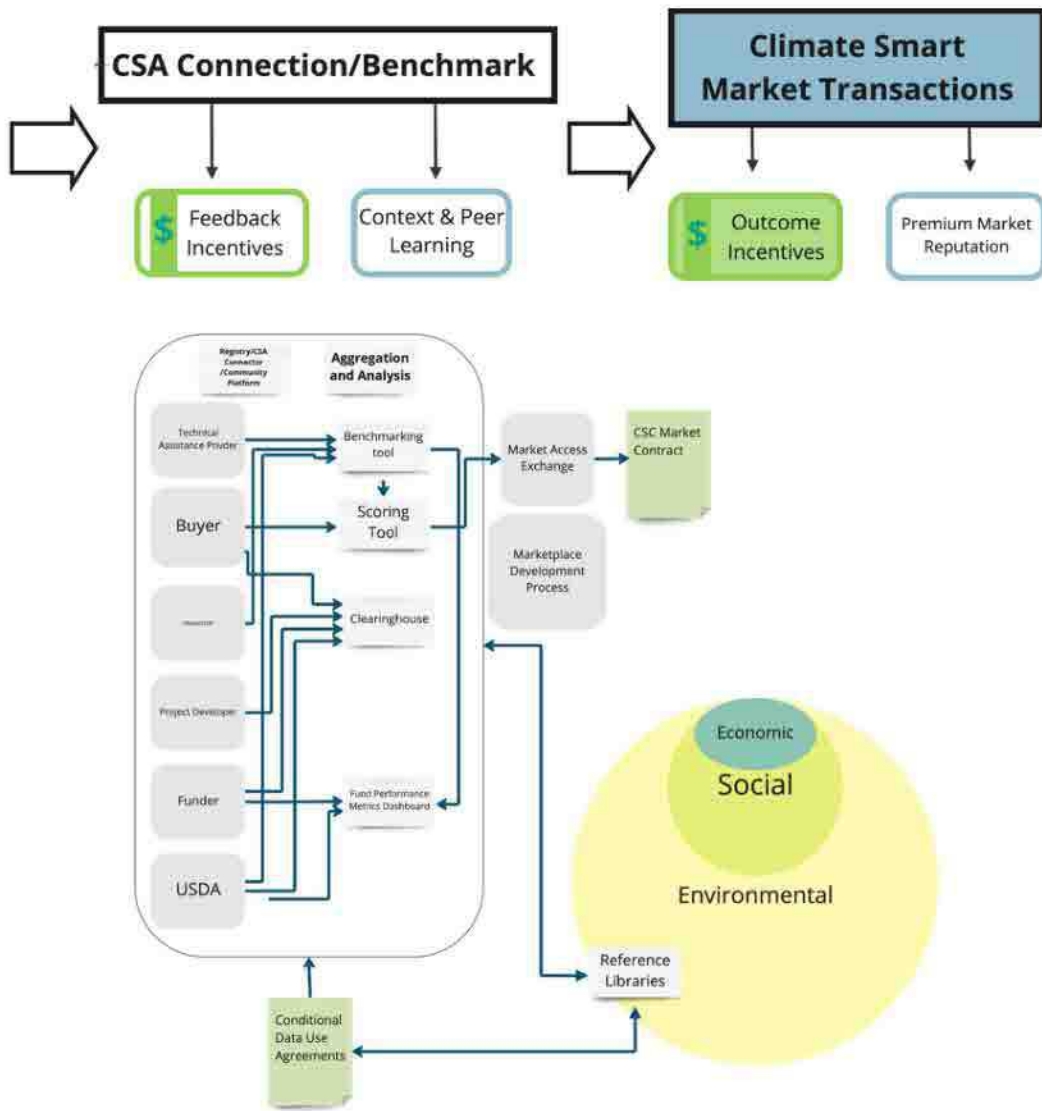 CSA Connection/Benchmark
Climate Smart
Market Transactions
$
Feedback
Incentives
Context & Peer
Learning
$
Outcome
Incentives
Premium Market
Reputation
Registry/CSA
Connector
/Community
Platform
Aggregation
and Analysis
Technical
Assistance Privder
Benchmarking
tool
Market Access
Exchange
CSC Market
Contract
Buyer
Scoring
Tool
Marketplace
Development
Process
Clearinghouse
Project Developer
Economic
Social
Funder
Fund Performance
Metrics Dashboard
USDA
Environmental
Reference
Libraries
Conditional
Data Use
Agreements